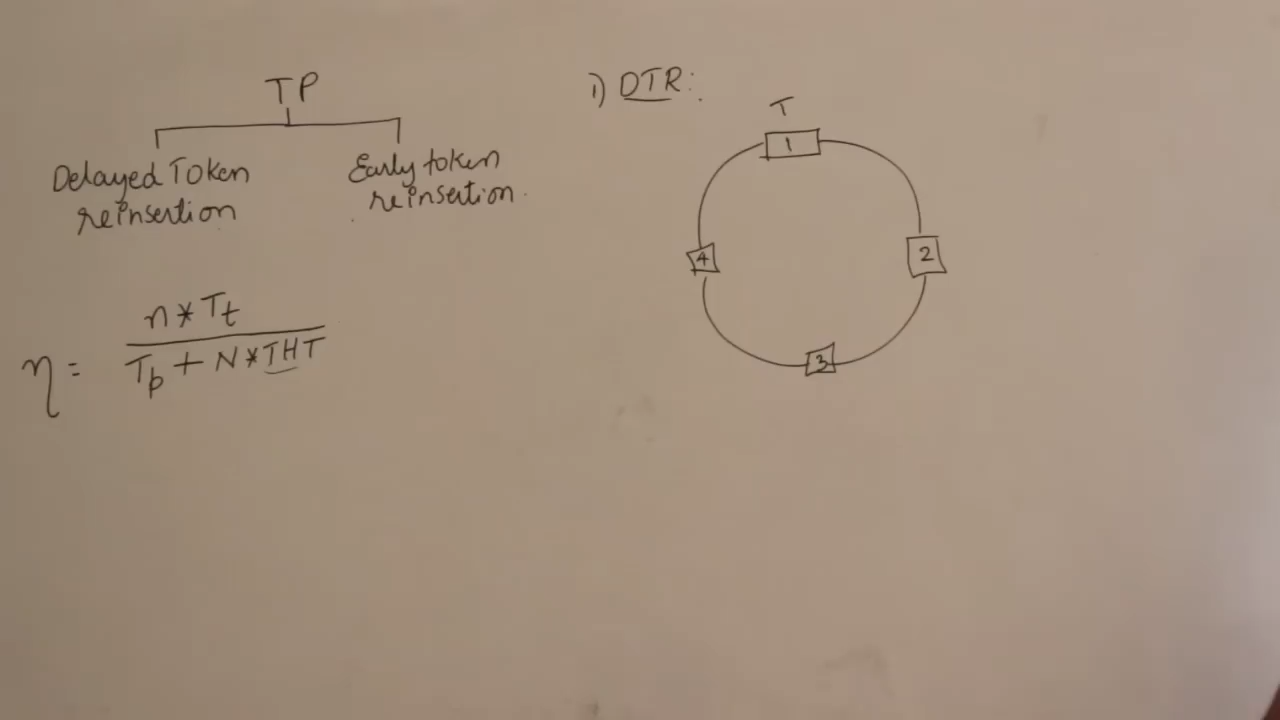 TP
Delayed Token
reinsertion
Early token
reinsertion.
η = n * Tt
Tp + N * THT
1) DTR:
T
1
2
3
4